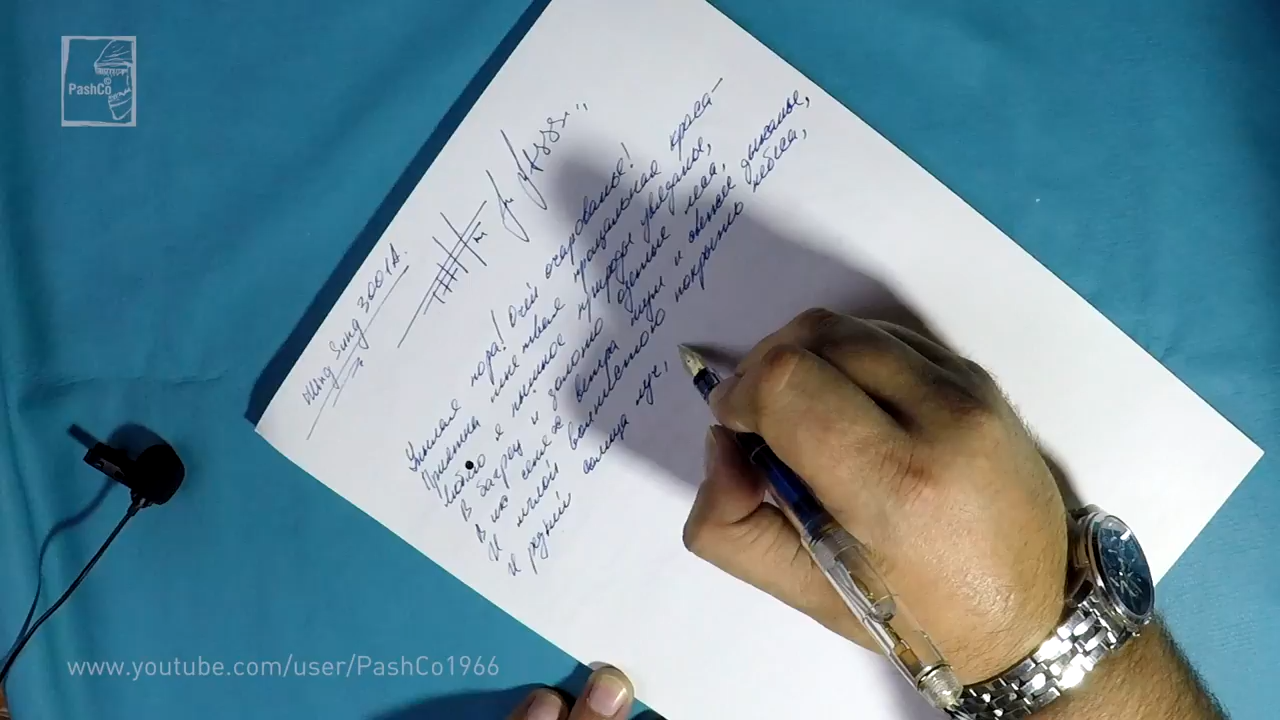 PashCo
Wing Sung 3001A.
Унылая пора! Очей очарованье!
Приятна мне твоя прощальная краса –
Люблю я пышное природы увяданье,
В багрец и золото одетые леса,
В их сенях ветра шум и свежее дыханье,
И мглой волнистою покрыты небеса,
И редкий солнца луч,
www.youtube.com/user/PashCo1966